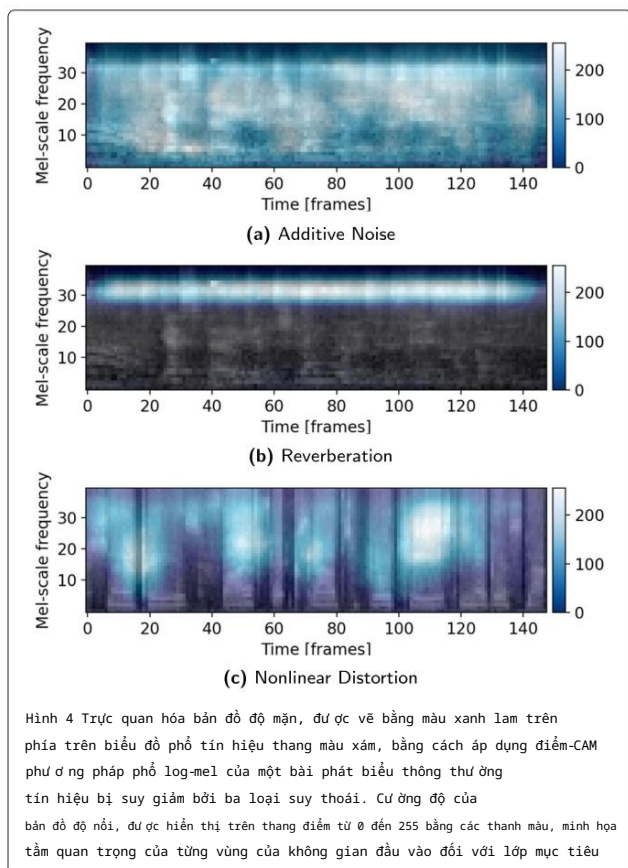 Mel-scale frequency
30
20
10
0 20 40 60 80 100 120 140
200
100
0
Time [frames]
(a) Additive Noise
Mel-scale frequency
30
20
10
0 20 40 60 80 100 120 140
200
100
0
Time [frames]
(b) Reverberation
Mel-scale frequency
30
20
10
0 20 40 60 80 100 120 140
200
100
0
Time [frames]
(c) Nonlinear Distortion
Hình 4 Trực quan hóa bản đồ độ mặn, được vẽ bằng màu xanh lam trên
phía trên biểu đồ phổ tín hiệu thang màu xám, bằng cách áp dụng điểm-CAM
phương pháp phổ log-mel của một bài phát biểu thông thường
tín hiệu bị suy giảm bởi ba loại suy thoái. Cường độ của
bản đồ độ nổi, được hiển thị trên thang điểm từ 0 đến 255 bằng các thanh màu, minh họa
tầm quan trọng của từng vùng của không gian đầu vào đối với lớp mục tiêu